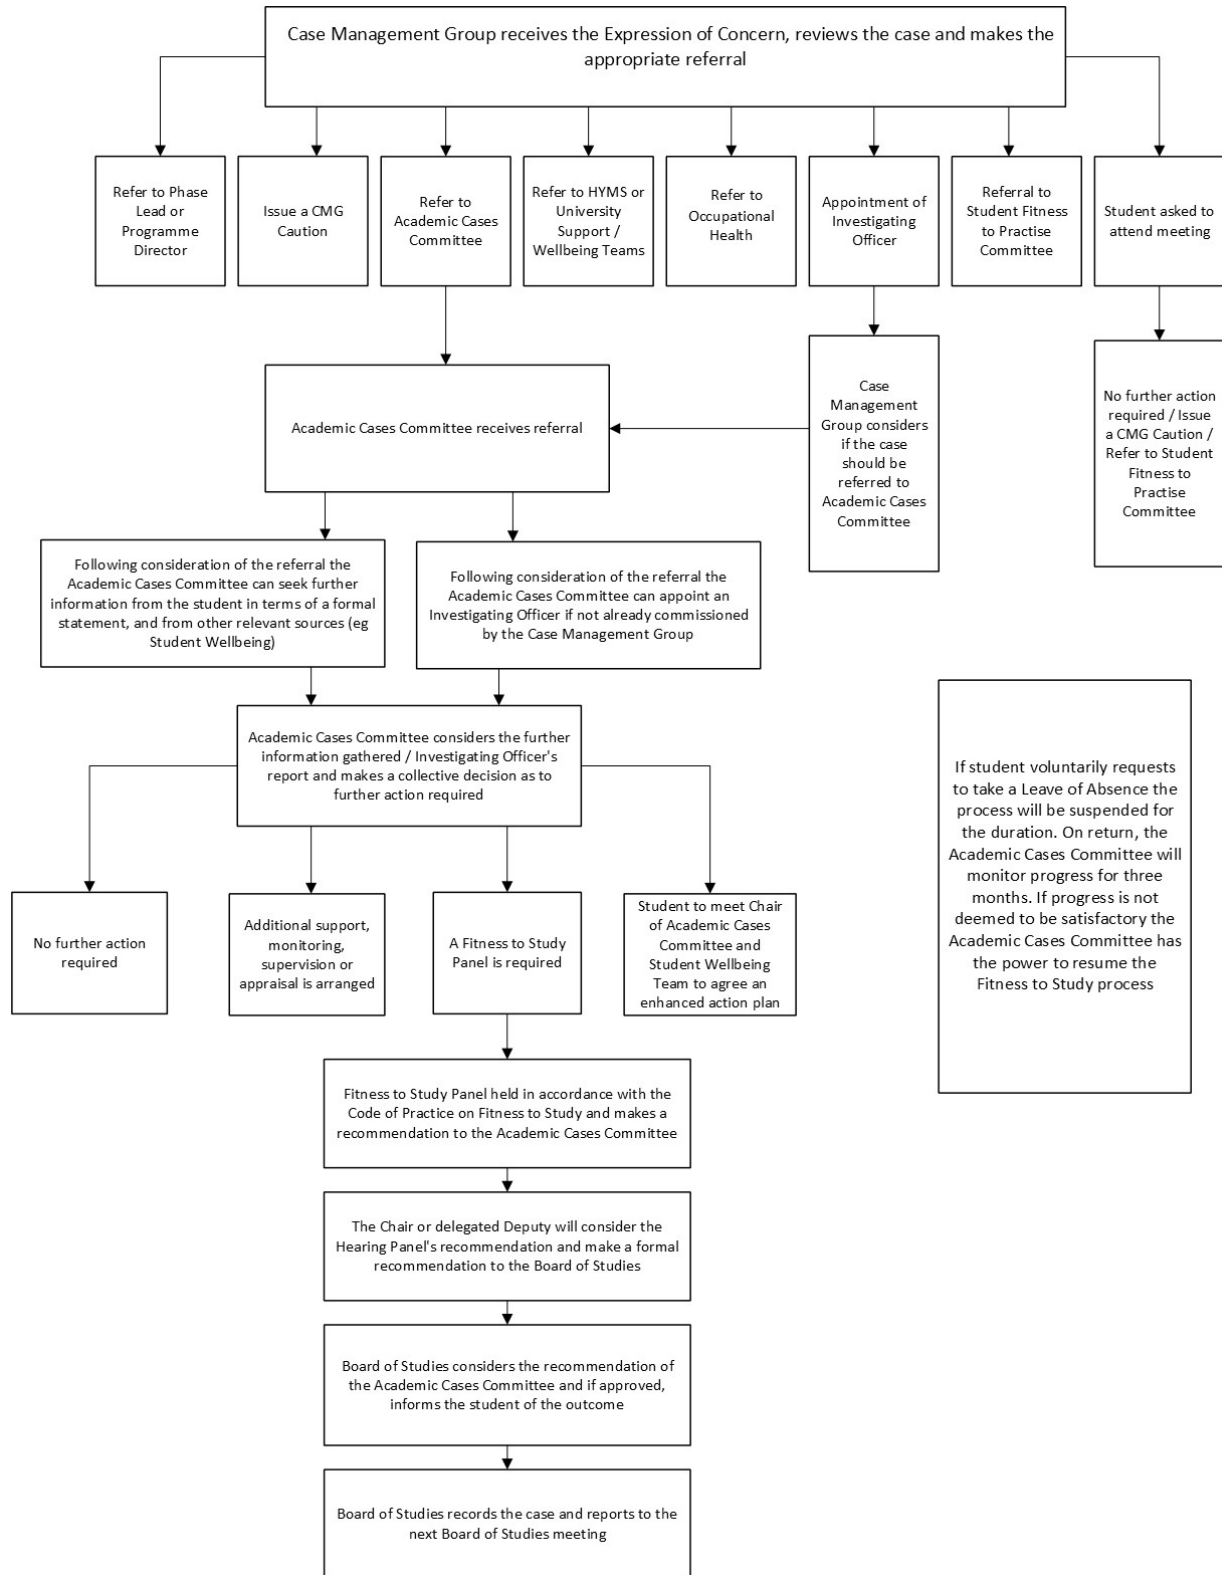 Case Management Group receives the Expression of Concern, reviews the case and makes the
appropriate referral
Refer to Phase
Lead or
Programme
Director
Issue a CMG
Caution
Refer to
Academic Cases
Committee
Refer to HYMS or
University
Support /
Wellbeing Teams
Refer to
Occupational
Health
Appointment of
Investigating
Officer
Referral to
Student Fitness
to Practise
Committee
Student asked to
attend meeting
Academic Cases Committee receives referral
Case
Management
Group considers
if the case
should be
referred to
Academic Cases
Committee
No further action
required / Issue
a CMG Caution /
Refer to Student
Fitness to
Practise
Committee
Following consideration of the referral the
Academic Cases Committee can seek further
information from the student in terms of a formal
statement, and from other relevant sources (eg
Student Wellbeing)
Following consideration of the referral the
Academic Cases Committee can appoint an
Investigating Officer if not already commissioned
by the Case Management Group
Academic Cases Committee considers the further
information gathered / Investigating Officer's
report and makes a collective decision as to
further action required
If student voluntarily requests
to take a Leave of Absence the
process will be suspended for
the duration. On return, the
Academic Cases Committee will
monitor progress for three
months. If progress is not
deemed to be satisfactory the
Academic Cases Committee has
the power to resume the
Fitness to Study process
No further action
required
Additional support,
monitoring,
supervision or
appraisal is arranged
A Fitness to Study
Panel is required
Student to meet Chair
of Academic Cases
Committee and
Student Wellbeing
Team to agree an
enhanced action plan
Fitness to Study Panel held in accordance with the
Code of Practice on Fitness to Study and makes a
recommendation to the Academic Cases Committee
The Chair or delegated Deputy will consider the
Hearing Panel's recommendation and make a formal
recommendation to the Board of Studies
Board of Studies considers the recommendation of
the Academic Cases Committee and if approved,
informs the student of the outcome
Board of Studies records the case and reports to the
next Board of Studies meeting